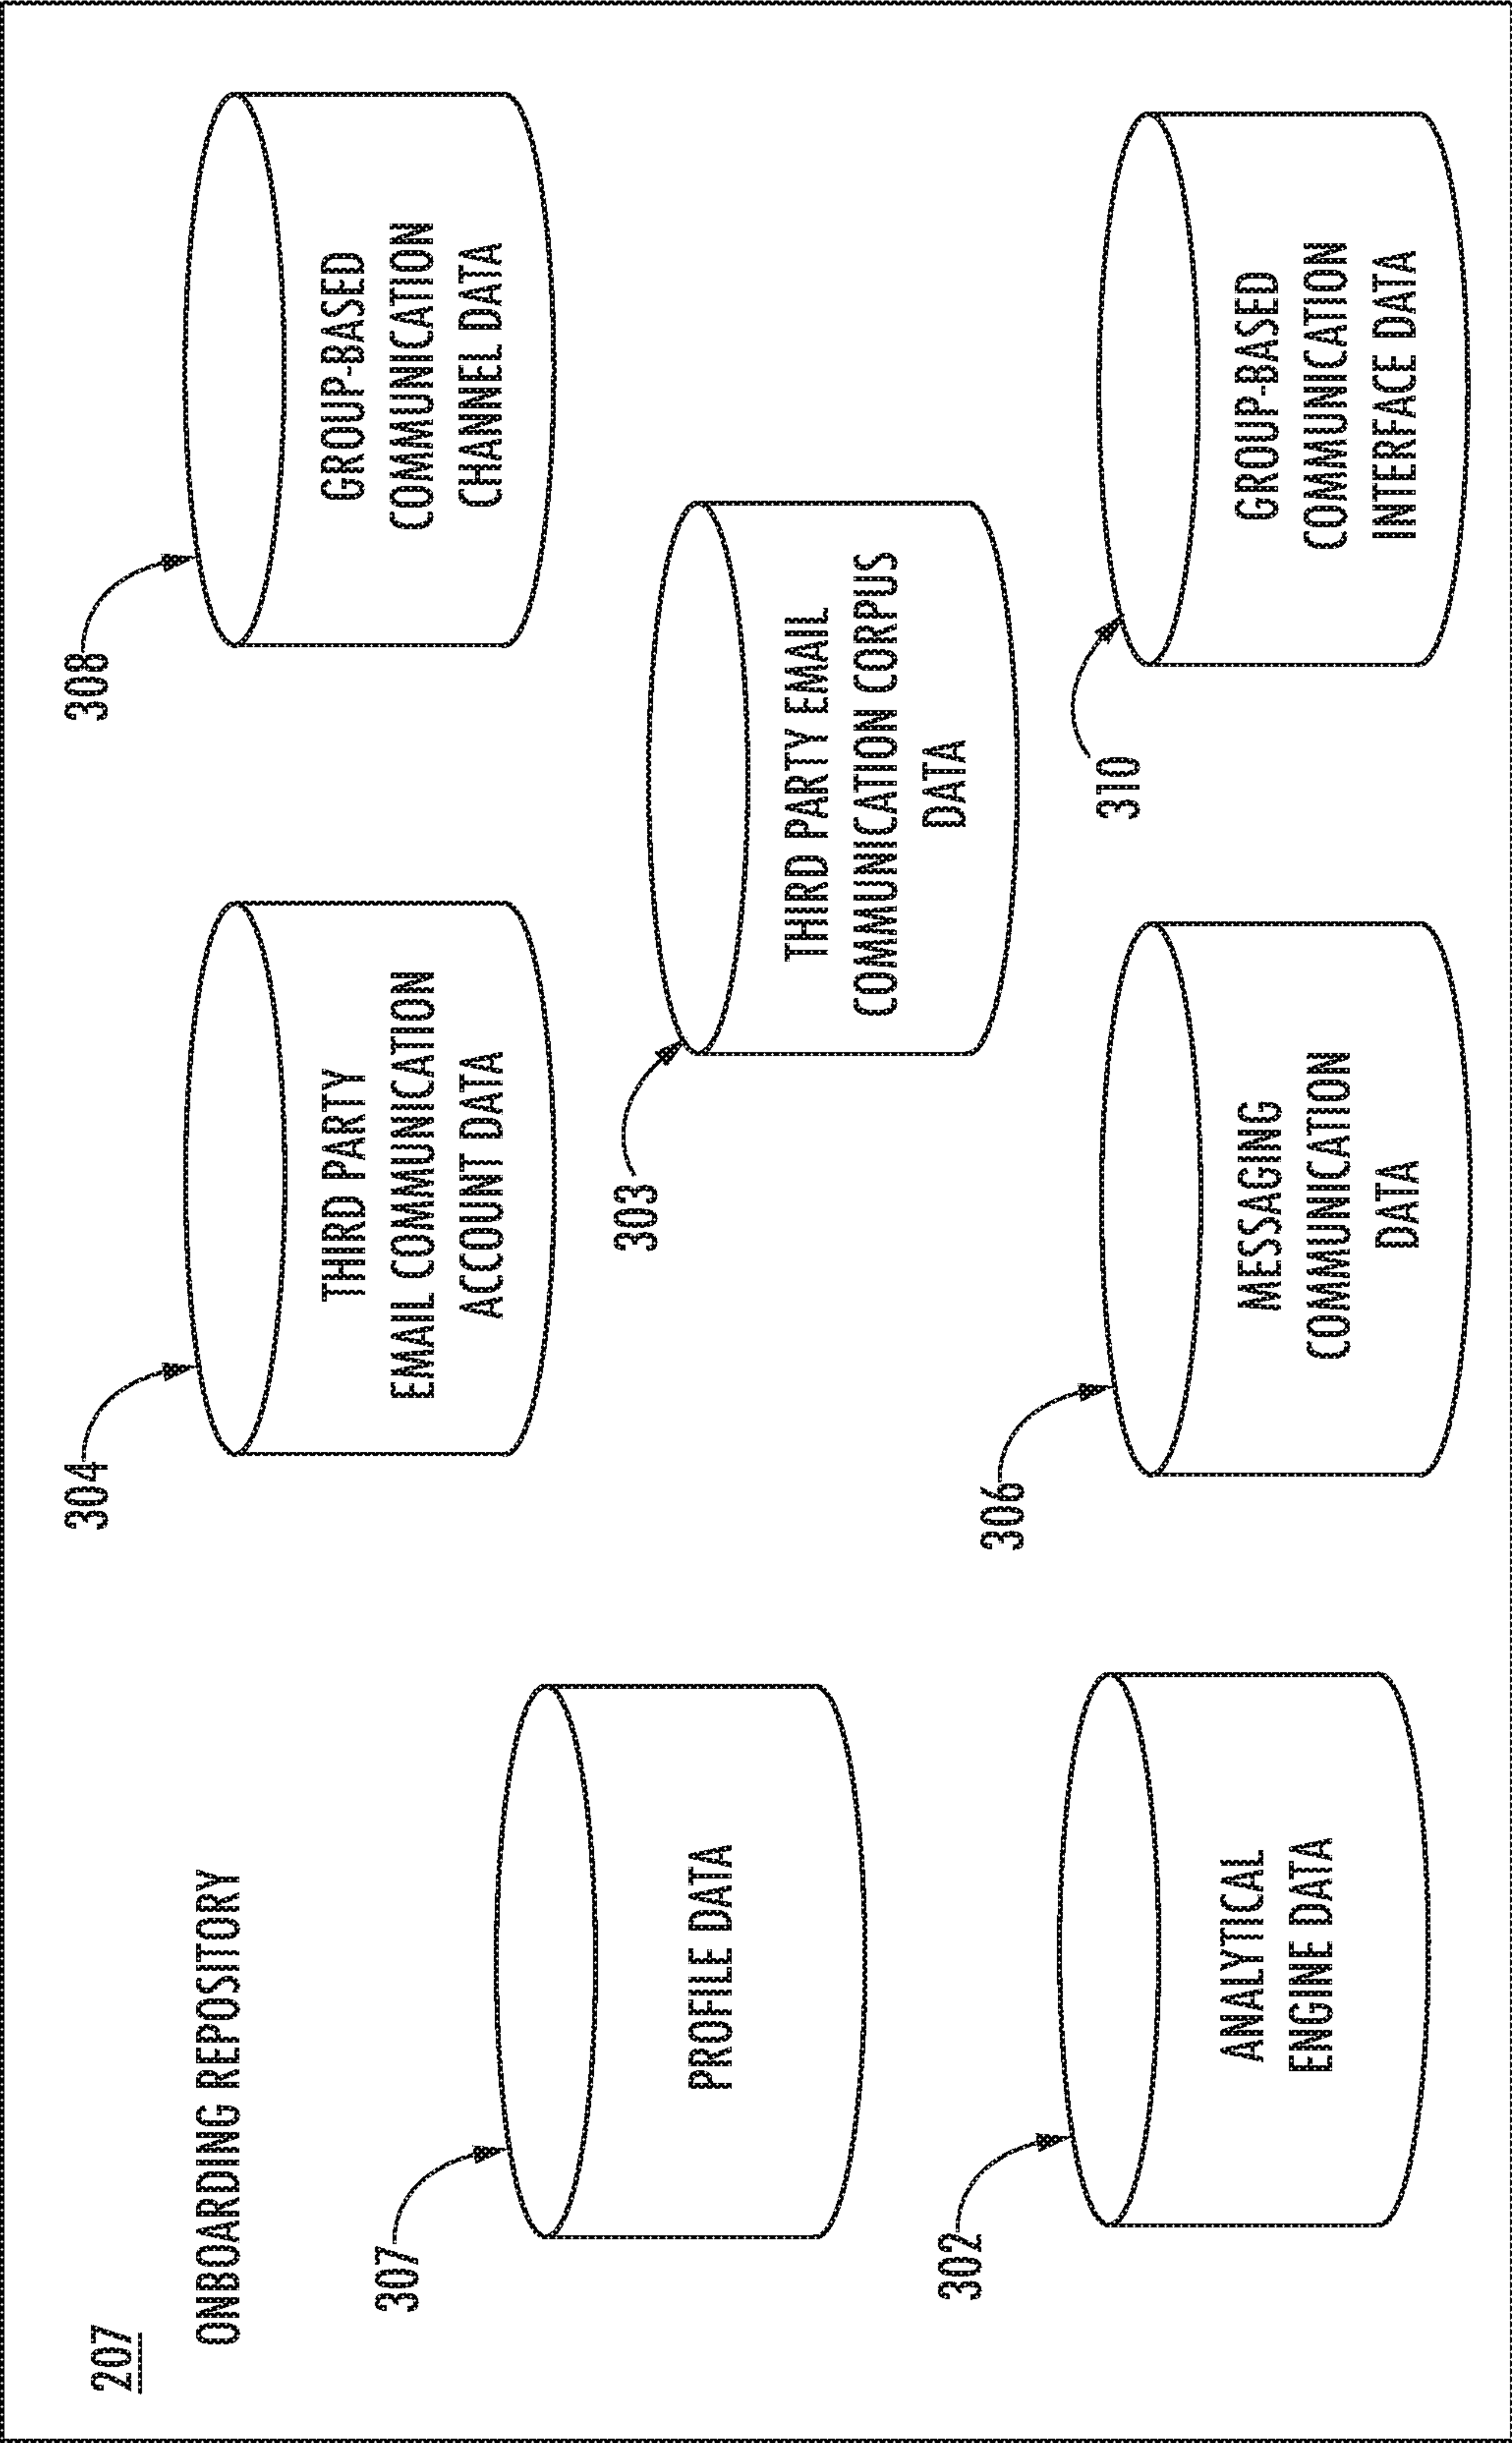 207
ONBOARDING REPOSITORY
307
PROFILE DATA
302
ANALYTICAL
ENGINE DATA
304
THIRD PARTY
EMAIL COMMUNICATION
ACCOUNT DATA
303
THIRD PARTY EMAIL
COMMUNICATION CORPUS
DATA
306
MESSAGING
COMMUNICATION
DATA
308
GROUP-BASED
COMMUNICATION
CHANNEL DATA
310
GROUP-BASED
COMMUNICATION
INTERFACE DATA